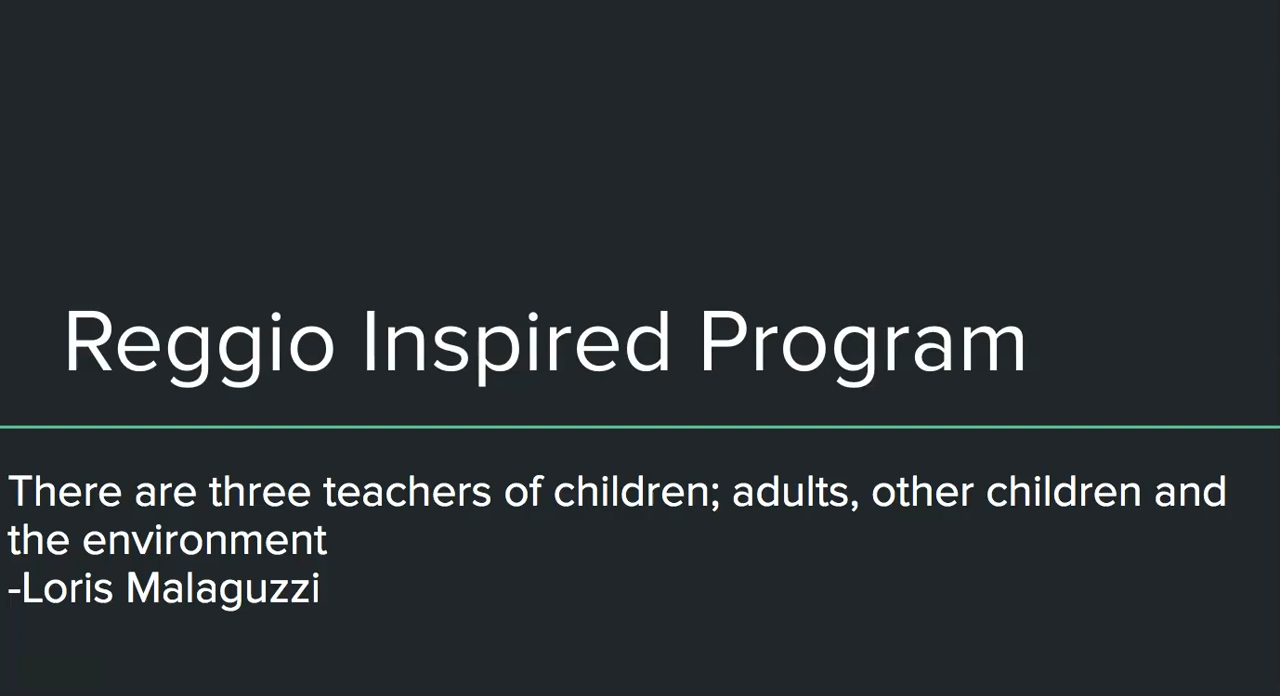 Reggio Inspired Program
There are three teachers of children; adults, other children and
the environment
-Loris Malaguzzi